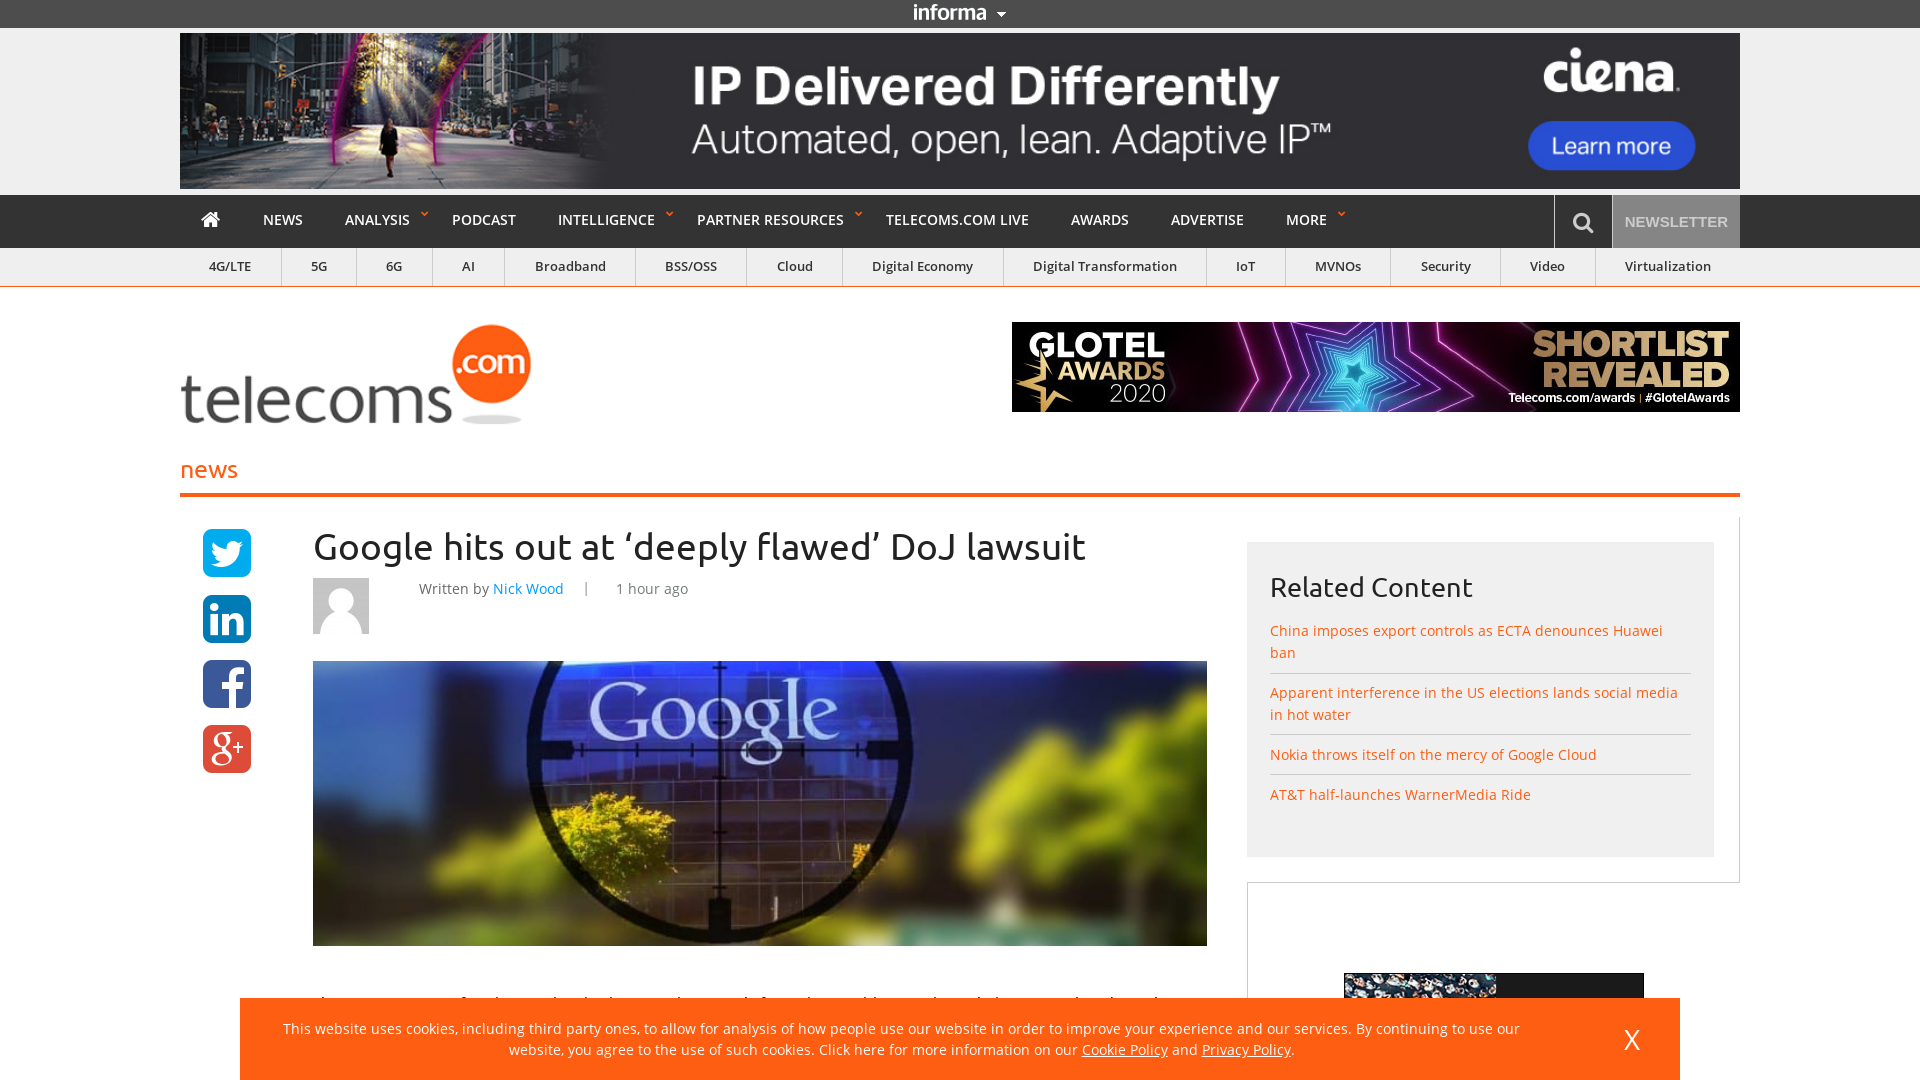 informa
IP Delivered Differently
Automated, open, lean. Adaptive IP™
ciena
Learn more
NEWS ANALYSIS PODCAST INTELLIGENCE PARTNER RESOURCES TELECOMS.COM LIVE AWARDS ADVERTISE MORE NEWSLETTER
4G/LTE 5G 6G AI Broadband BSS/OSS Cloud Digital Economy Digital Transformation IoT MVNOs Security Video Virtualization
telecoms.com
GLOTEL
AWARDS
2020
SHORTLIST
REVEALED
Telecoms.com/awards | #GlotelAwards
news
Google hits out at ‘deeply flawed’ DoJ lawsuit
Written by Nick Wood | 1 hour ago
Google
Related Content
China imposes export controls as ECTA denounces Huawei
ban
Apparent interference in the US elections lands social media
in hot water
Nokia throws itself on the mercy of Google Cloud
AT&T half-launches WarnerMedia Ride
This website uses cookies, including third party ones, to allow for analysis of how people use our website in order to improve your experience and our services. By continuing to use our
website, you agree to the use of such cookies. Click here for more information on our Cookie Policy and Privacy Policy.
X